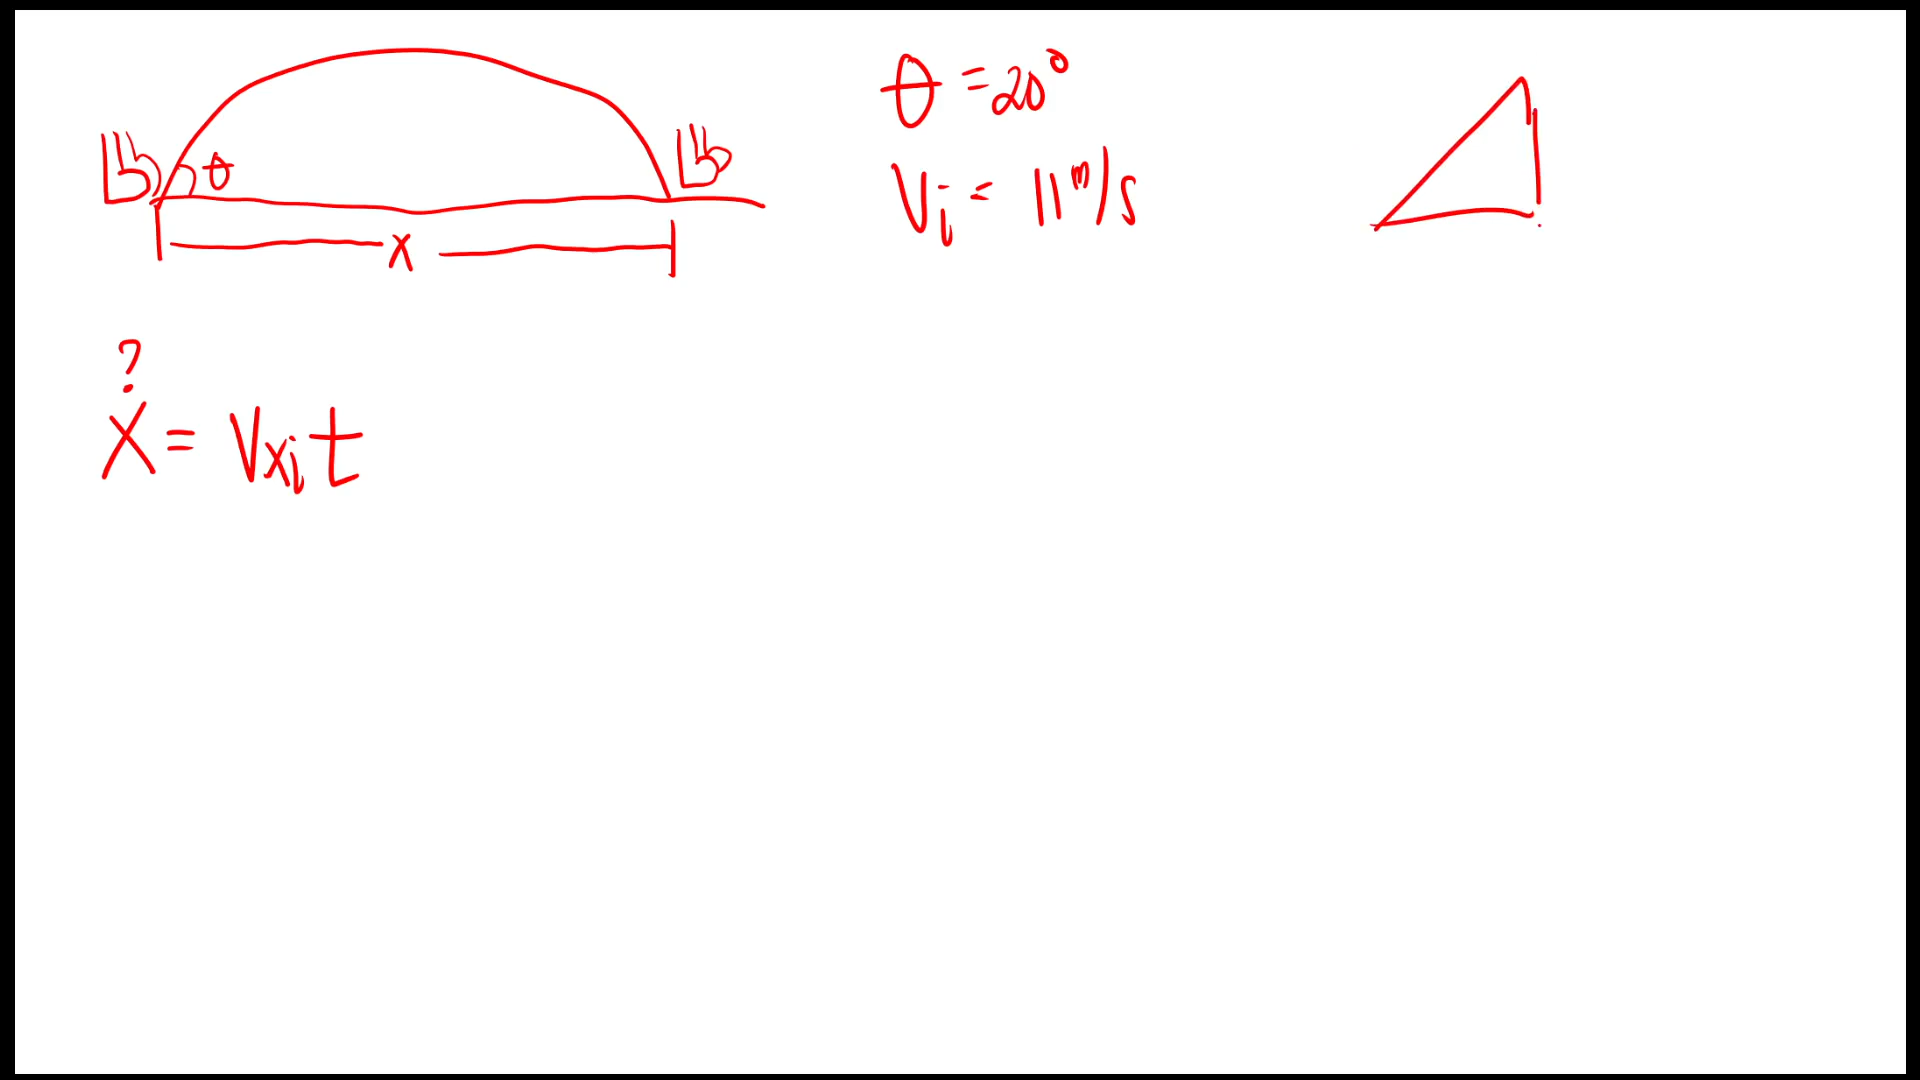 θ = 20°
θ
Vi = 11 m/s
x
?
X = Vxi t